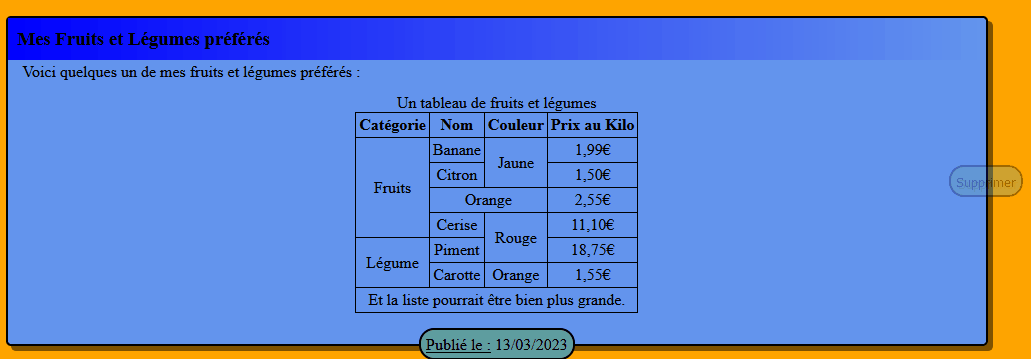 Mes Fruits et Légumes préférés
Voici quelques un de mes fruits et légumes préférés :
Un tableau de fruits et légumes
Catégorie Nom Couleur Prix au Kilo
Fruits Banane Jaune 1,99€
Citron 1,50€
Orange 2,55€
Cerise Rouge 11,10€
Légume Piment 18,75€
Carotte Orange 1,55€
Et la liste pourrait être bien plus grande.
Supprimer
Publié le : 13/03/2023